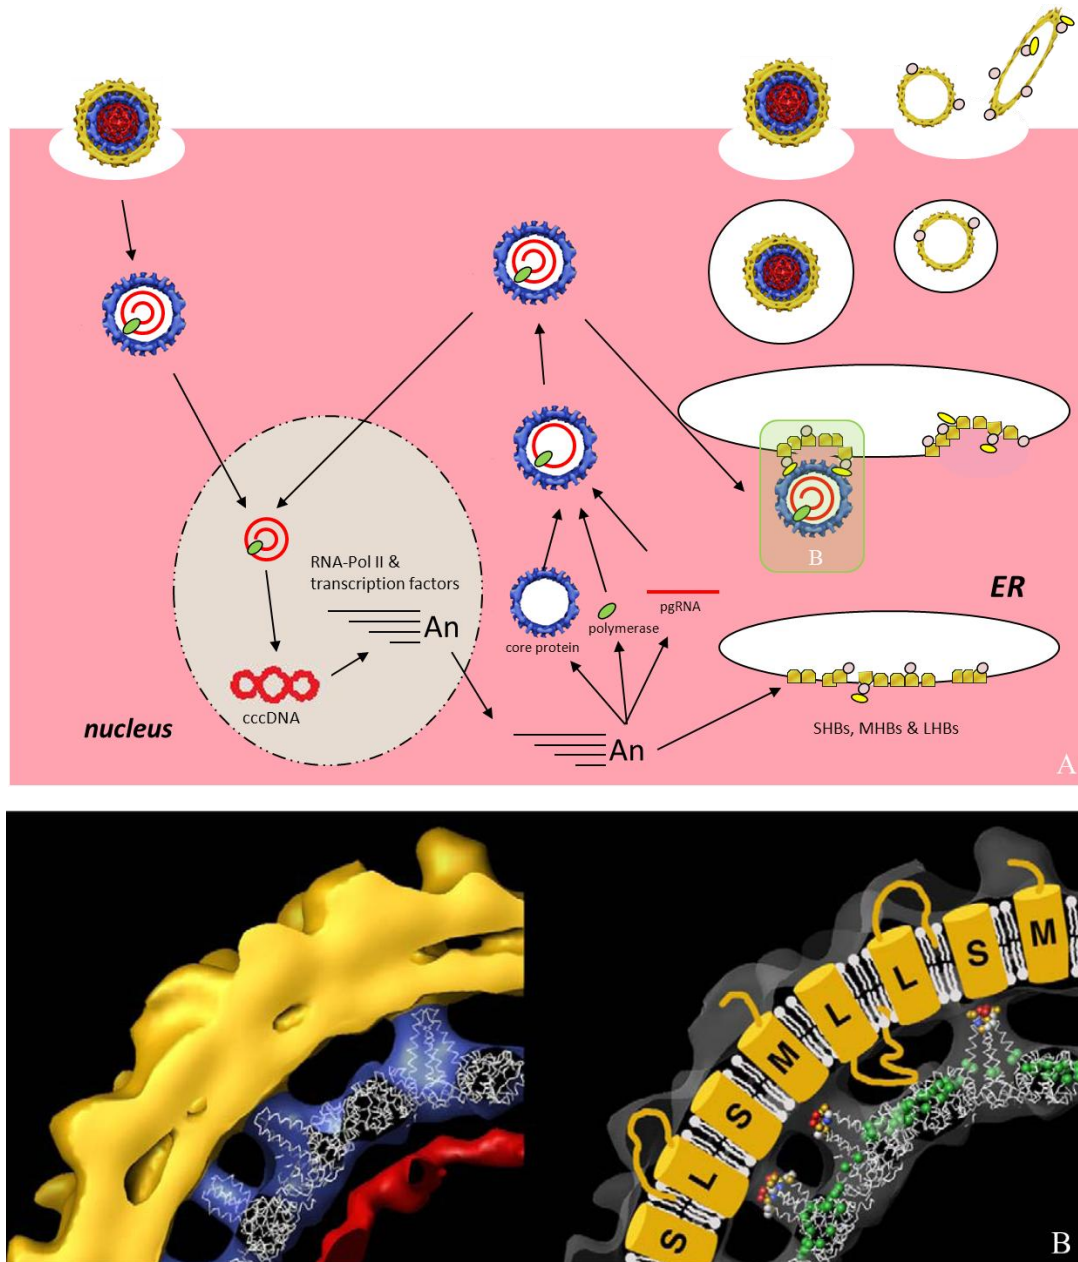 B
ER
RNA-Pol II &
transcription factors
An
pgRNA
polymerase
core protein
cccDNA
nucleus
An
SHBs, MHBs & LHBs
A
M
S
L
L
M
S
L
S
B